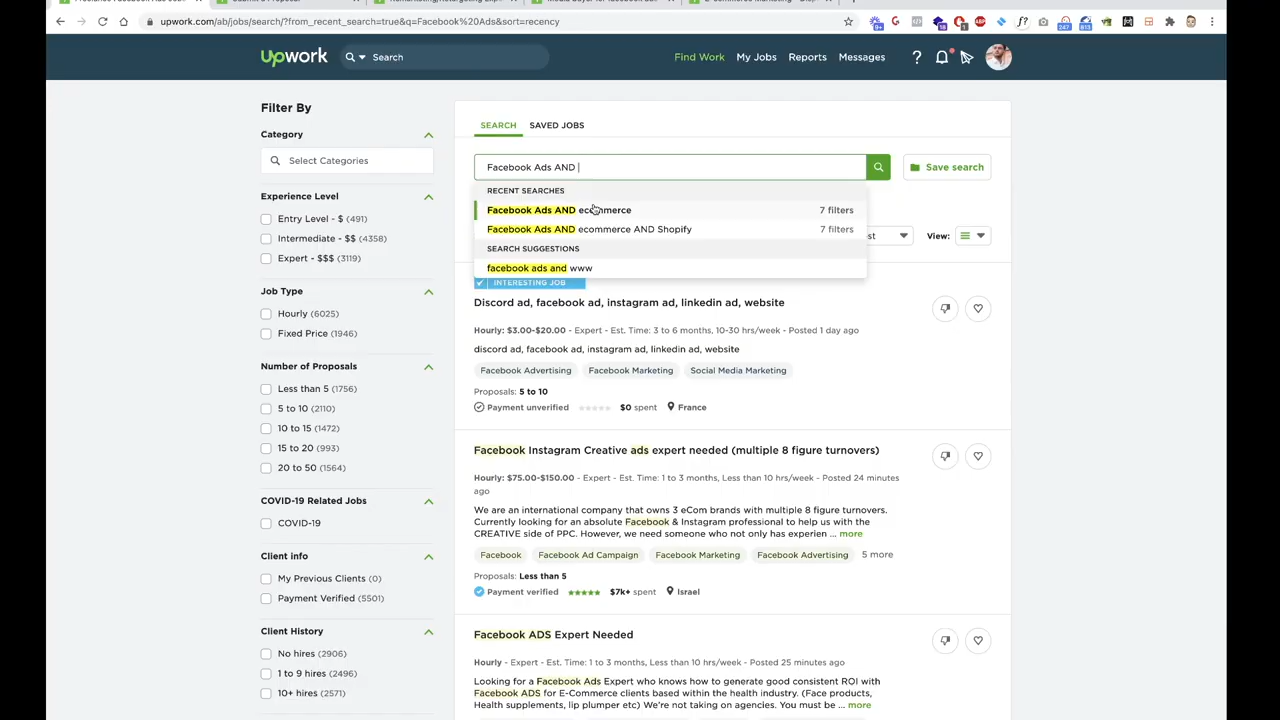 upwork.com/ab/jobs/search/?from_recent_search=true&q=Facebook%20Ads&sort=recency
Upwork
Search
Find Work
My Jobs
Reports
Messages
?
Filter By
Category
Select Categories
Experience Level
Entry Level - $ (491)
Intermediate - $$ (4358)
Expert - $$$ (3119)
Job Type
Hourly (6025)
Fixed Price (1946)
Number of Proposals
Less than 5 (1756)
5 to 10 (2110)
10 to 15 (1472)
15 to 20 (993)
20 to 50 (1564)
COVID-19 Related Jobs
COVID-19
Client info
My Previous Clients (0)
Payment Verified (5501)
Client History
No hires (2906)
1 to 9 hires (2496)
10+ hires (2571)
SEARCH
SAVED JOBS
Facebook Ads AND
Save search
RECENT SEARCHES
Facebook Ads AND ecommerce
7 filters
Facebook Ads AND ecommerce AND Shopify
7 filters
SEARCH SUGGESTIONS
facebook ads and www
View:
INTERESTING JOB
Discord ad, facebook ad, instagram ad, linkedin ad, website
Hourly: $3.00-$20.00 - Expert - Est. Time: 3 to 6 months, 10-30 hrs/week - Posted 1 day ago
discord ad, facebook ad, instagram ad, linkedin ad, website
Facebook Advertising
Facebook Marketing
Social Media Marketing
Proposals: 5 to 10
Payment unverified
$0 spent
France
Facebook Instagram Creative ads expert needed (multiple 8 figure turnovers)
Hourly: $75.00-$150.00 - Expert - Est. Time: 1 to 3 months, Less than 10 hrs/week - Posted 24 minutes
ago
We are an international company that owns 3 eCom brands with multiple 8 figure turnovers.
Currently looking for an absolute Facebook & Instagram professional to help us with the
CREATIVE side of PPC. However, we need someone who not only has experien ... more
Facebook
Facebook Ad Campaign
Facebook Marketing
Facebook Advertising
5 more
Proposals: Less than 5
Payment verified
$7k+ spent
Israel
Facebook ADS Expert Needed
Hourly - Expert - Est. Time: 1 to 3 months, Less than 10 hrs/week - Posted 25 minutes ago
Looking for a Facebook Ads Expert who knows how to generate good consistent ROI with
Facebook ADS for E-Commerce clients based within the health industry. (Face products,
Health supplements, lip plumper etc) We're not taking on agencies. You must be ... more